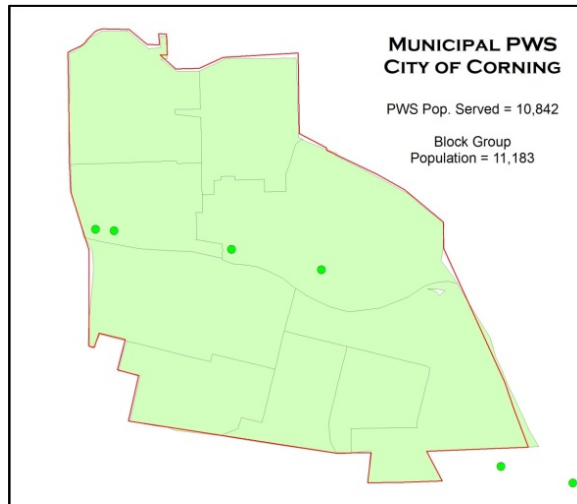 MUNICIPAL PWS
CITY OF CORNING
PWS Pop. Served = 10,842
Block Group
Population = 11,183